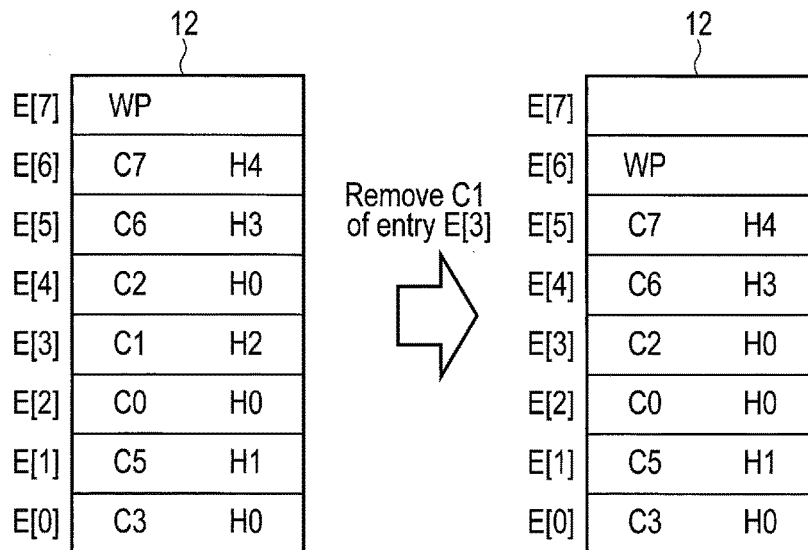 12
E[7] WP
E[6] C7 H4
E[5] C6 H3
E[4] C2 H0
E[3] C1 H2
E[2] C0 H0
E[1] C5 H1
E[0] C3 H0
Remove C1
of entry E[3]
12
E[7]
E[6] WP
E[5] C7 H4
E[4] C6 H3
E[3] C2 H0
E[2] C0 H0
E[1] C5 H1
E[0] C3 H0